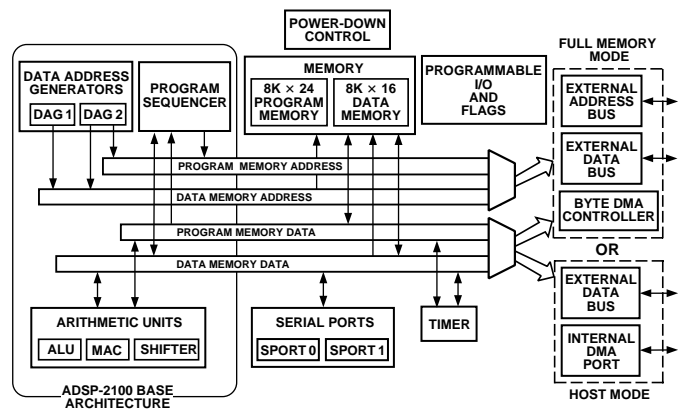 POWER-DOWN
CONTROL
FULL MEMORY
MODE
DATA ADDRESS
GENERATORS
DAG 1
DAG 2
PROGRAM
SEQUENCER
MEMORY
8K × 24
PROGRAM
MEMORY
8K × 16
DATA
MEMORY
PROGRAMMABLE
I/O
AND
FLAGS
EXTERNAL
ADDRESS
BUS
EXTERNAL
DATA
BUS
BYTE DMA
CONTROLLER
OR
EXTERNAL
DATA
BUS
INTERNAL
DMA
PORT
HOST MODE
PROGRAM MEMORY ADDRESS
DATA MEMORY ADDRESS
PROGRAM MEMORY DATA
DATA MEMORY DATA
ARITHMETIC UNITS
ALU
MAC
SHIFTER
SERIAL PORTS
SPORT 0
SPORT 1
TIMER
ADSP-2100 BASE
ARCHITECTURE